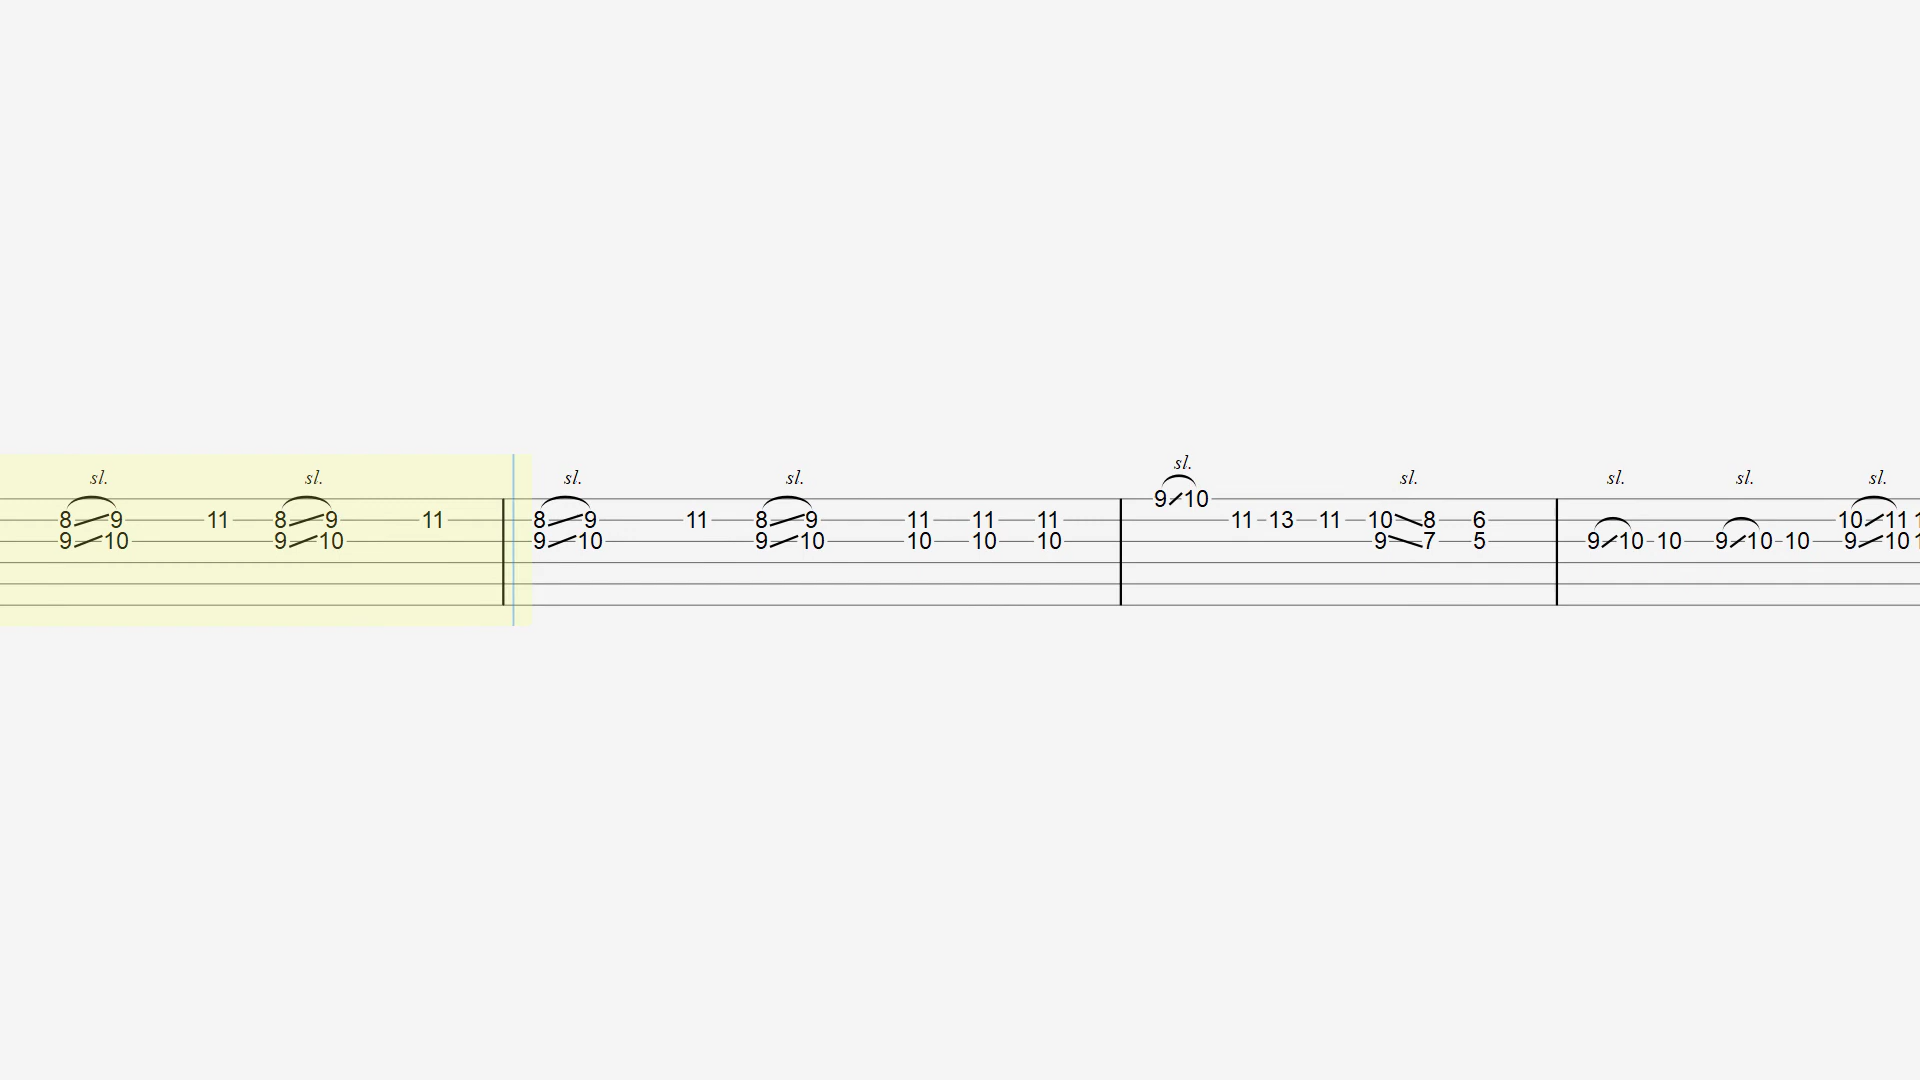 sl.
sl. sl. sl. sl. sl. sl. sl. sl.
9 10
8 9 11 8 9 11 8 9 11 8 9 11 11 11 11 13 11 10 8 6 10 11
9 10 9 10 9 10 9 10 10 10 10 9 7 5 9 10 10 9 10 10 9 10